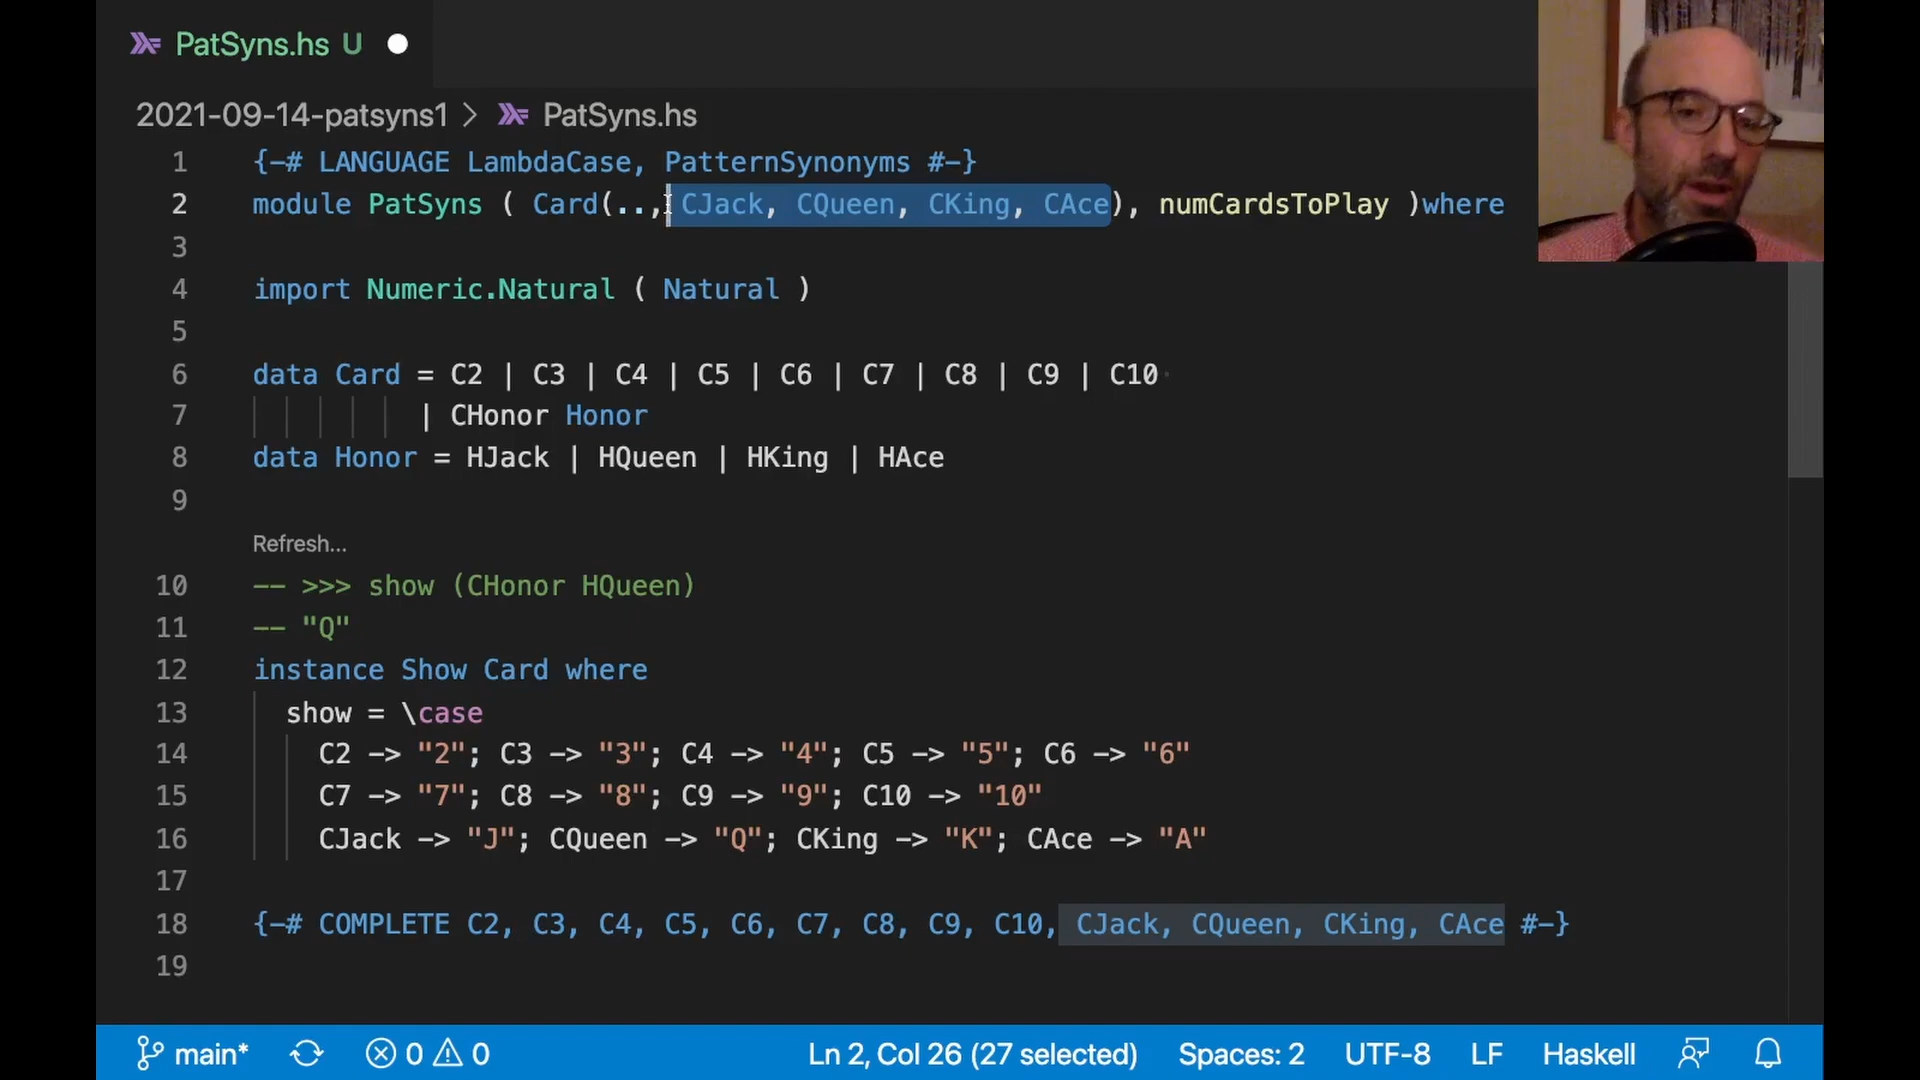 PatSyns.hs U
2021-09-14-patsyns1 > PatSyns.hs
1 {-# LANGUAGE LambdaCase, PatternSynonyms #-}
2 module PatSyns ( Card(.., CJack, CQueen, CKing, CAce), numCardsToPlay )where
3
4 import Numeric.Natural ( Natural )
5
6 data Card = C2 | C3 | C4 | C5 | C6 | C7 | C8 | C9 | C10
7 | CHonor Honor
8 data Honor = HJack | HQueen | HKing | HAce
9
Refresh...
10 -- >>> show (CHonor HQueen)
11 -- "Q"
12 instance Show Card where
13 show = \case
14 C2 -> "2"; C3 -> "3"; C4 -> "4"; C5 -> "5"; C6 -> "6"
15 C7 -> "7"; C8 -> "8"; C9 -> "9"; C10 -> "10"
16 CJack -> "J"; CQueen -> "Q"; CKing -> "K"; CAce -> "A"
17
18 {-# COMPLETE C2, C3, C4, C5, C6, C7, C8, C9, C10, CJack, CQueen, CKing, CAce #-}
19
main* 0 0 Ln 2, Col 26 (27 selected) Spaces: 2 UTF-8 LF Haskell